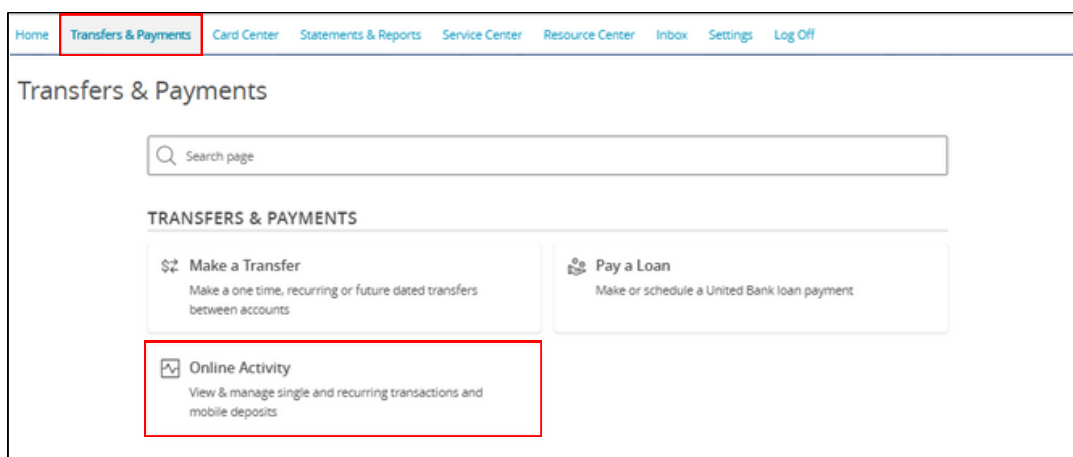 Home Transfers & Payments Card Center Statements & Reports Service Center Resource Center Inbox Settings Log Off
Transfers & Payments
Search page
TRANSFERS & PAYMENTS
Make a Transfer
Make a one time, recurring or future dated transfers
between accounts
Pay a Loan
Make or schedule a United Bank loan payment
Online Activity
View & manage single and recurring transactions and
mobile deposits